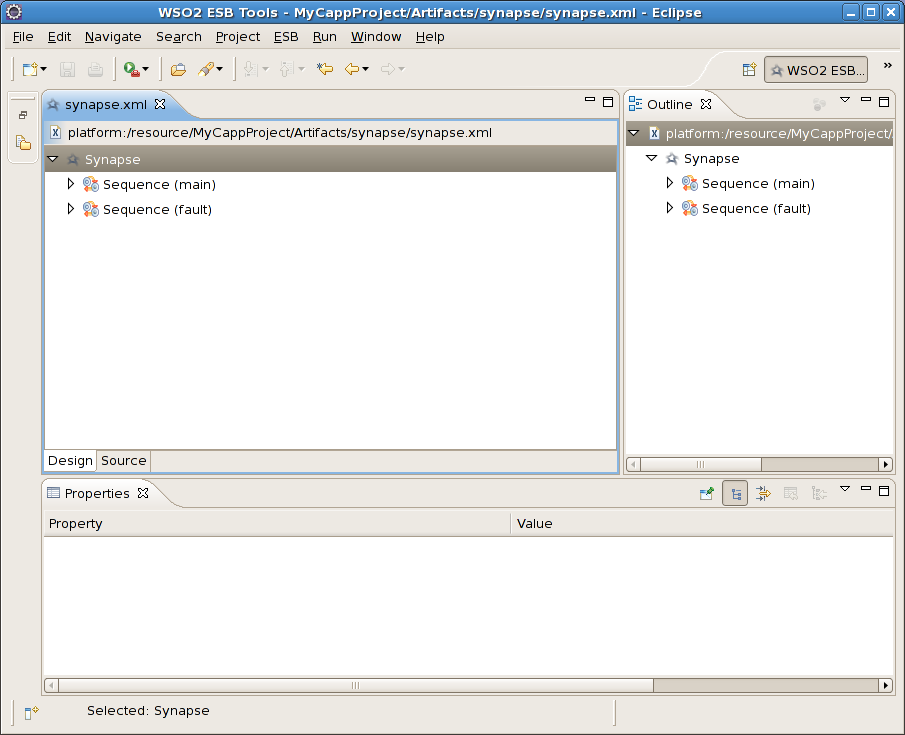 WSO2 ESB Tools - MyCappProject/Artifacts/synapse/synapse.xml - Eclipse
File Edit Navigate Search Project ESB Run Window Help
WSO2 ESB... »
synapse.xml
platform:/resource/MyCappProject/Artifacts/synapse/synapse.xml
Synapse
Sequence (main)
Sequence (fault)
Design Source
Outline
platform:/resource/MyCappProject/
Synapse
Sequence (main)
Sequence (fault)
Properties
Property Value
Selected: Synapse